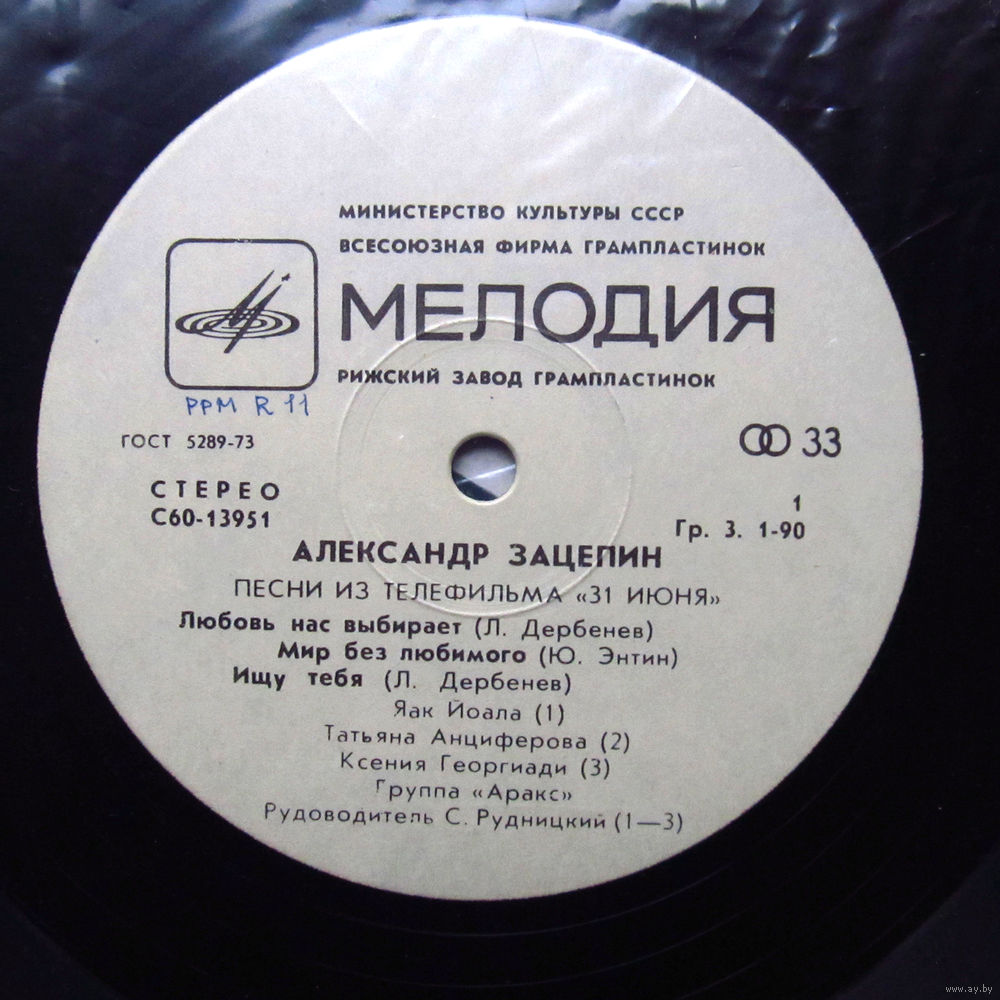 МИНИСТЕРСТВО КУЛЬТУРЫ СССР
ВСЕСОЮЗНАЯ ФИРМА ГРАМПЛАСТИНОК
МЕЛОДИЯ
РИЖСКИЙ ЗАВОД ГРАМПЛАСТИНОК
PPM R 11
ГОСТ 5289-73
33
СТЕРЕО
С60-13951
1
Гр. 3. 1-90
АЛЕКСАНДР ЗАЦЕПИН
ПЕСНИ ИЗ ТЕЛЕФИЛЬМА «31 ИЮНЯ»
Любовь нас выбирает (Л. Дербенев)
Мир без любимого (Ю. Энтин)
Ищу тебя (Л. Дербенев)
Яак Йоала (1)
Татьяна Анциферова (2)
Ксения Георгиади (3)
Группа «Аракс»
Рудоводитель С. Рудницкий (1—3)
www.ay.by